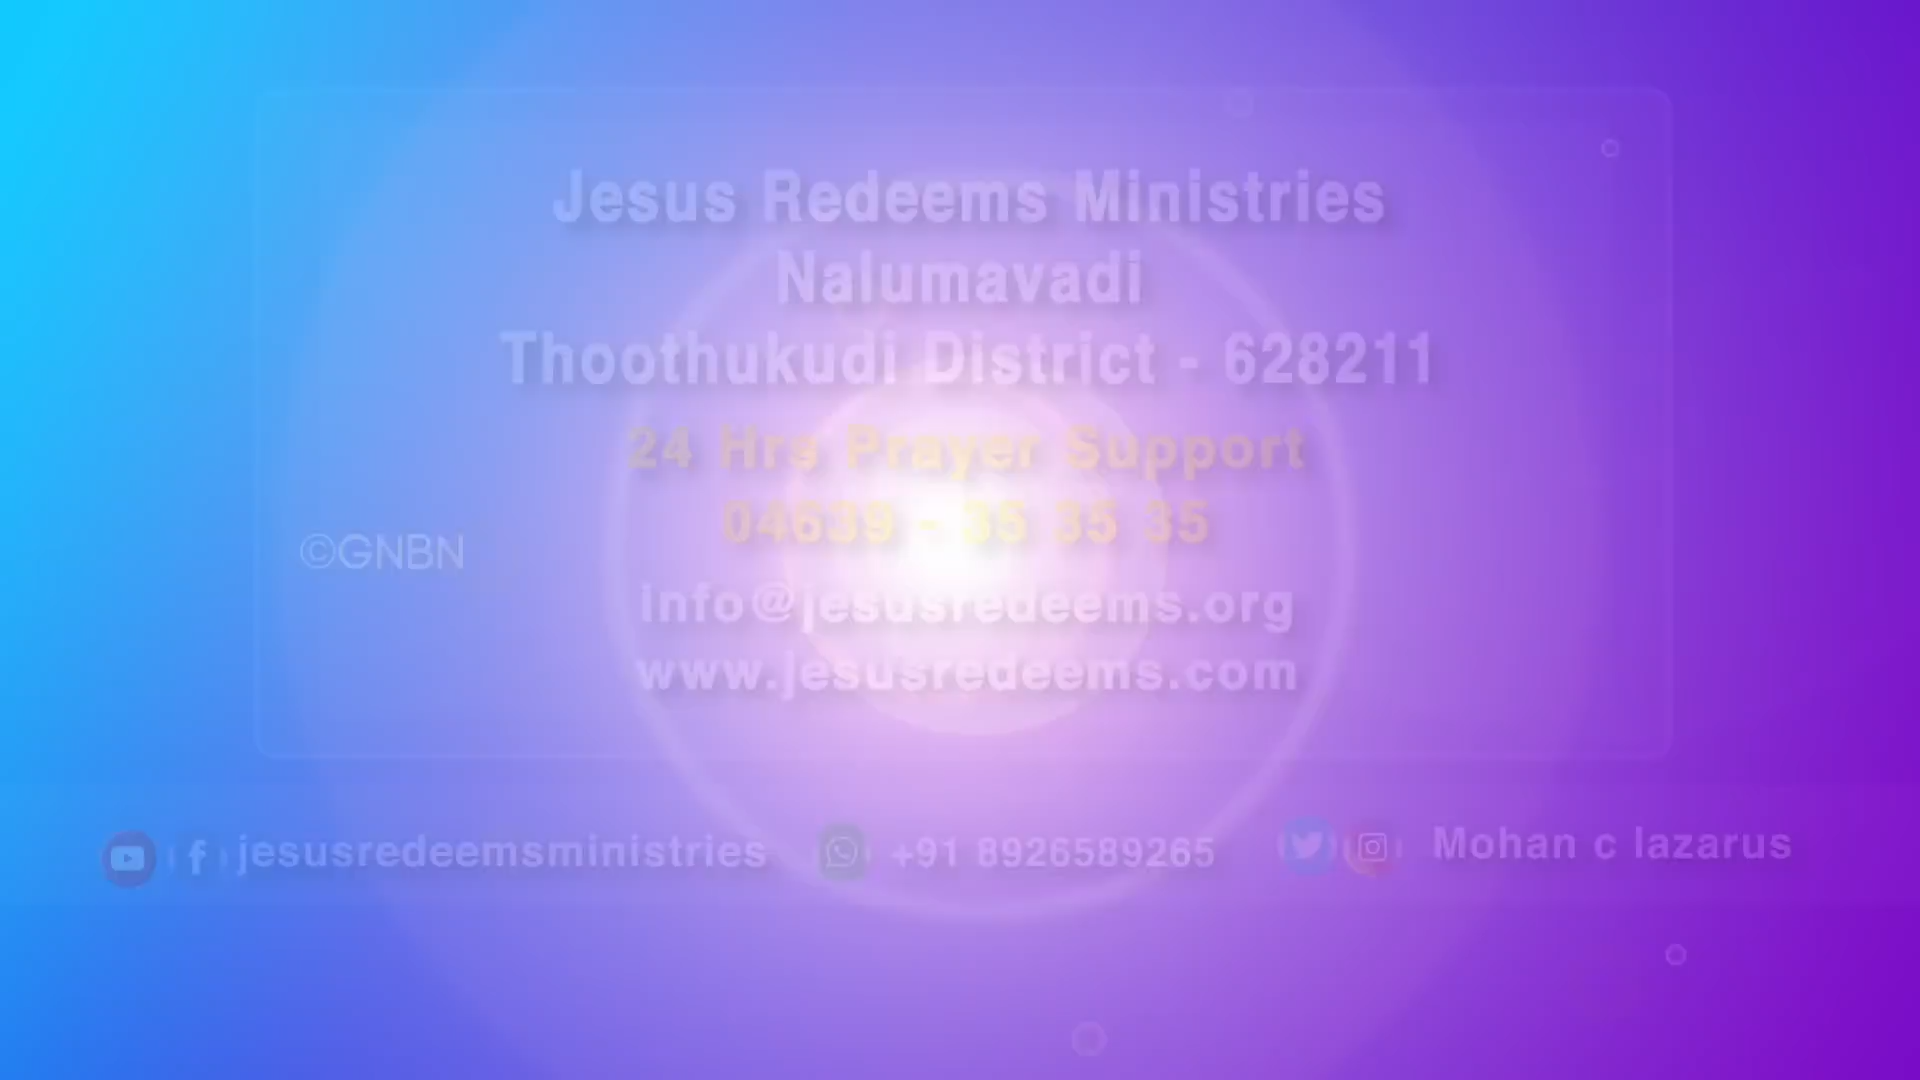 Jesus Redeems Ministries
Nalumavadi
Thoothukudi District - 628211
24 Hrs Prayer Support
04639 - 35 35 35
©GNBN
info@jesusredeems.org
www.jesusredeems.com
jesusredeemsministries +91 8926589265 Mohan c lazarus